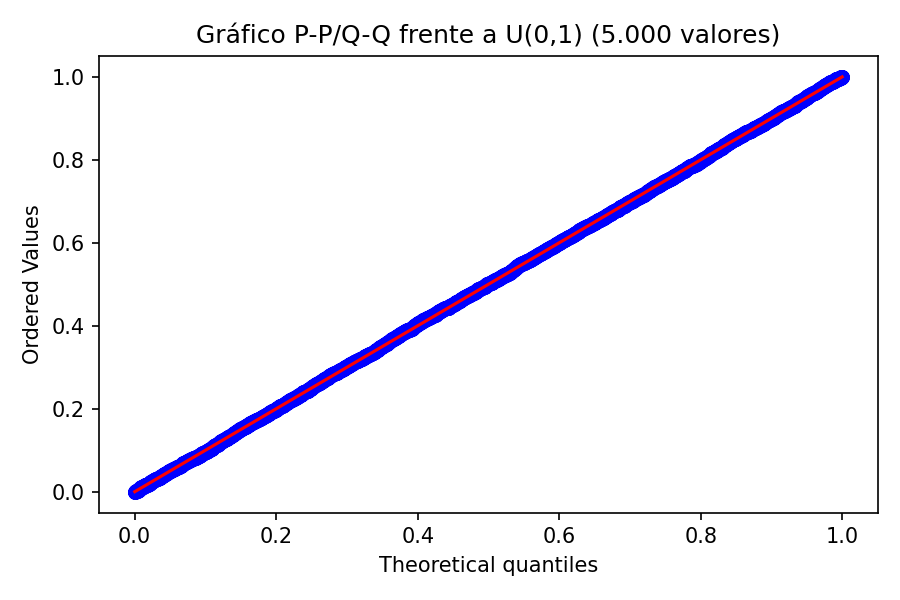 Gráfico P-P/Q-Q frente a U(0,1) (5.000 valores)
1.0
0.8
0.6
0.4
0.2
0.0
Ordered Values
0.0 0.2 0.4 0.6 0.8 1.0
Theoretical quantiles